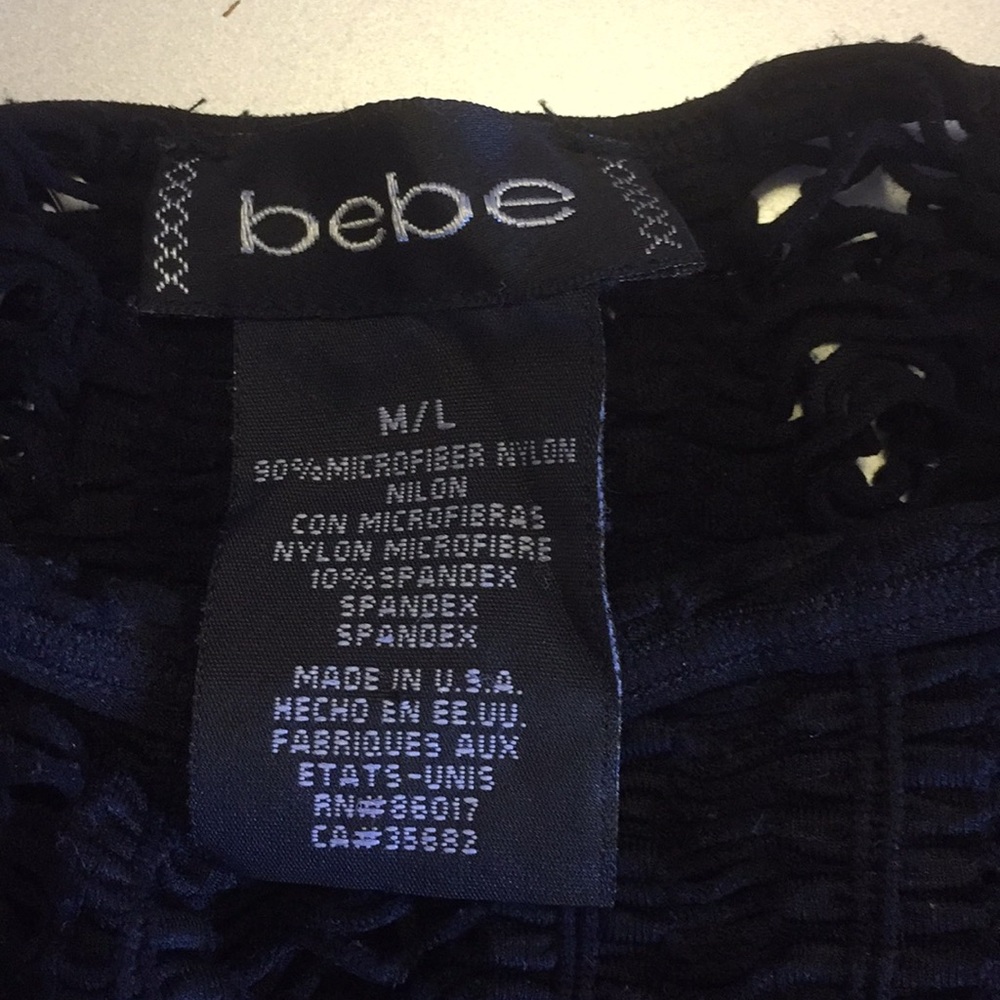 bebe
M/L
90%MICROFIBER NYLON
NILON
CON MICROFIBRAS
NYLON MICROFIBRE
10%SPANDEX
SPANDEX
SPANDEX
MADE IN U.S.A.
HECHO EN EE.UU.
FABRIQUES AUX
ETATS-UNIS
RN#86017
CA#35682